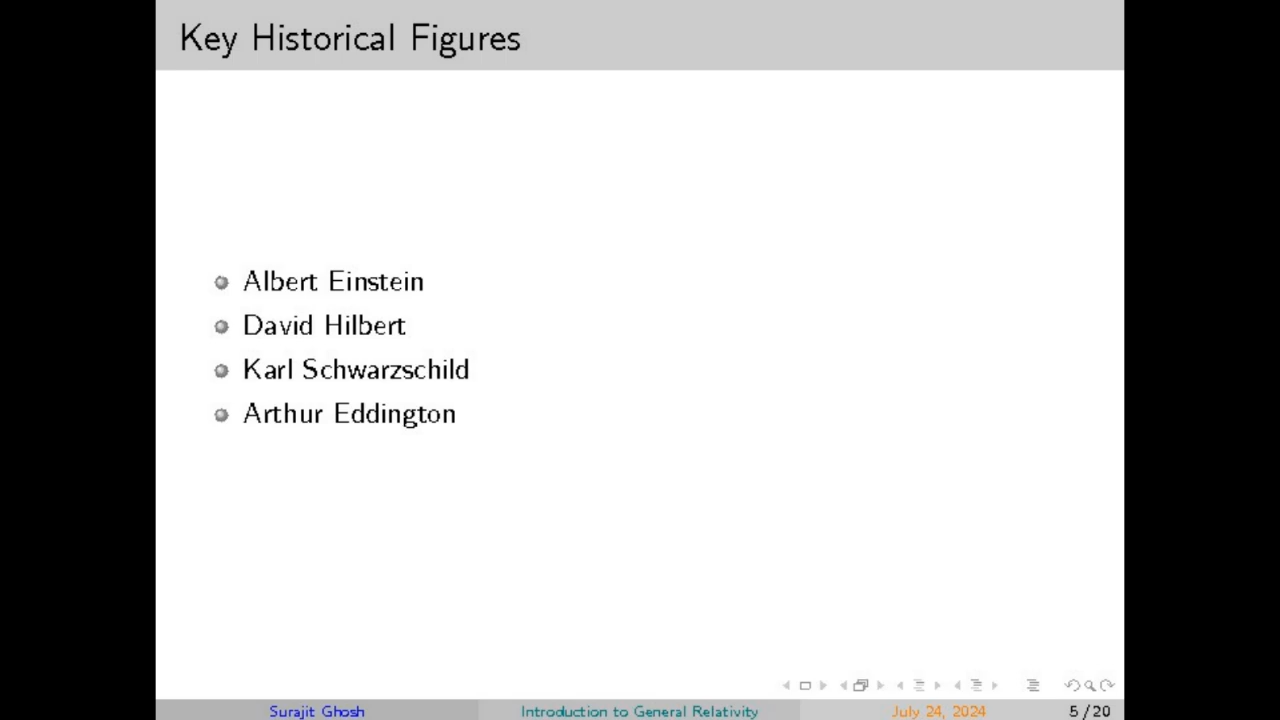 Key Historical Figures
Albert Einstein
David Hilbert
Karl Schwarzschild
Arthur Eddington
Surajit Ghosh Introduction to General Relativity July 24, 2024 5 / 20